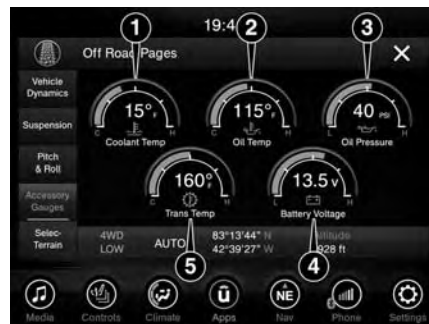 1 2 3
19:4
Off Road Pages
Vehicle Dynamics
Suspension
Pitch & Roll
Accessory Gauges
Selec-Terrain
15° F
C H
Coolant Temp
115° F
C H
Oil Temp
40 PSI
L H
Oil Pressure
160° F
C H
Trans Temp
13.5 v
L H
Battery Voltage
4WD LOW
AUTO
83°13'44" N
42°39'27" W
Altitude
928 ft
5 4
Media
Controls
Climate
û
Apps
NE
Nav
Phone
Settings